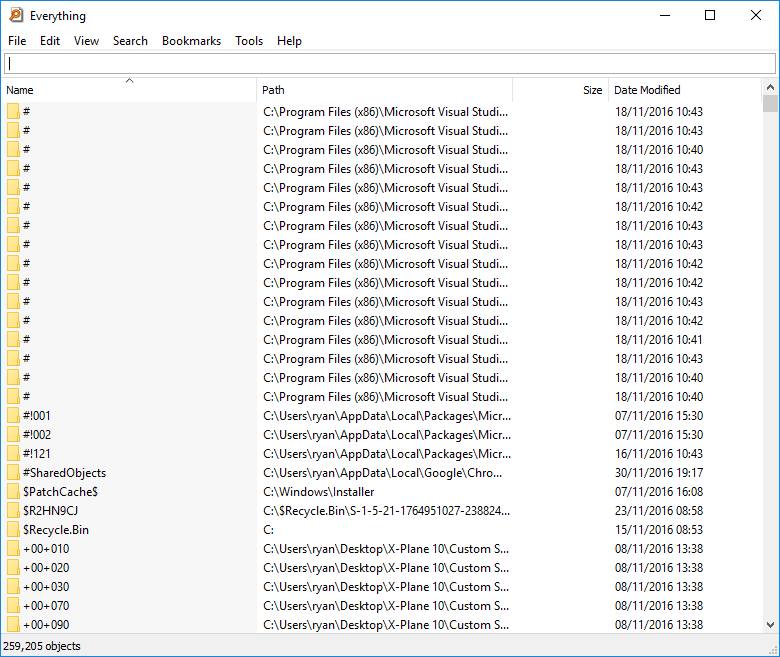 Everything
File Edit View Search Bookmarks Tools Help
Name Path Size Date Modified
# C:\Program Files (x86)\Microsoft Visual Studi... 18/11/2016 10:43
# C:\Program Files (x86)\Microsoft Visual Studi... 18/11/2016 10:43
# C:\Program Files (x86)\Microsoft Visual Studi... 18/11/2016 10:40
# C:\Program Files (x86)\Microsoft Visual Studi... 18/11/2016 10:43
# C:\Program Files (x86)\Microsoft Visual Studi... 18/11/2016 10:43
# C:\Program Files (x86)\Microsoft Visual Studi... 18/11/2016 10:42
# C:\Program Files (x86)\Microsoft Visual Studi... 18/11/2016 10:43
# C:\Program Files (x86)\Microsoft Visual Studi... 18/11/2016 10:43
# C:\Program Files (x86)\Microsoft Visual Studi... 18/11/2016 10:42
# C:\Program Files (x86)\Microsoft Visual Studi... 18/11/2016 10:42
# C:\Program Files (x86)\Microsoft Visual Studi... 18/11/2016 10:43
# C:\Program Files (x86)\Microsoft Visual Studi... 18/11/2016 10:42
# C:\Program Files (x86)\Microsoft Visual Studi... 18/11/2016 10:41
# C:\Program Files (x86)\Microsoft Visual Studi... 18/11/2016 10:43
# C:\Program Files (x86)\Microsoft Visual Studi... 18/11/2016 10:40
# C:\Program Files (x86)\Microsoft Visual Studi... 18/11/2016 10:40
#!001 C:\Users\ryan\AppData\Local\Packages\Micr... 07/11/2016 15:30
#!002 C:\Users\ryan\AppData\Local\Packages\Micr... 07/11/2016 15:30
#!121 C:\Users\ryan\AppData\Local\Packages\Micr... 16/11/2016 10:43
#SharedObjects C:\Users\ryan\AppData\Local\Google\Chro... 30/11/2016 19:17
$PatchCache$ C:\Windows\Installer 07/11/2016 16:08
$R2HN9CJ C:\$Recycle.Bin\S-1-5-21-1764951027-238824... 23/11/2016 08:58
$Recycle.Bin C: 15/11/2016 08:53
+00+010 C:\Users\ryan\Desktop\X-Plane 10\Custom S... 08/11/2016 13:38
+00+020 C:\Users\ryan\Desktop\X-Plane 10\Custom S... 08/11/2016 13:38
+00+030 C:\Users\ryan\Desktop\X-Plane 10\Custom S... 08/11/2016 13:38
+00+070 C:\Users\ryan\Desktop\X-Plane 10\Custom S... 08/11/2016 13:38
+00+090 C:\Users\ryan\Desktop\X-Plane 10\Custom S... 08/11/2016 13:38
259,205 objects